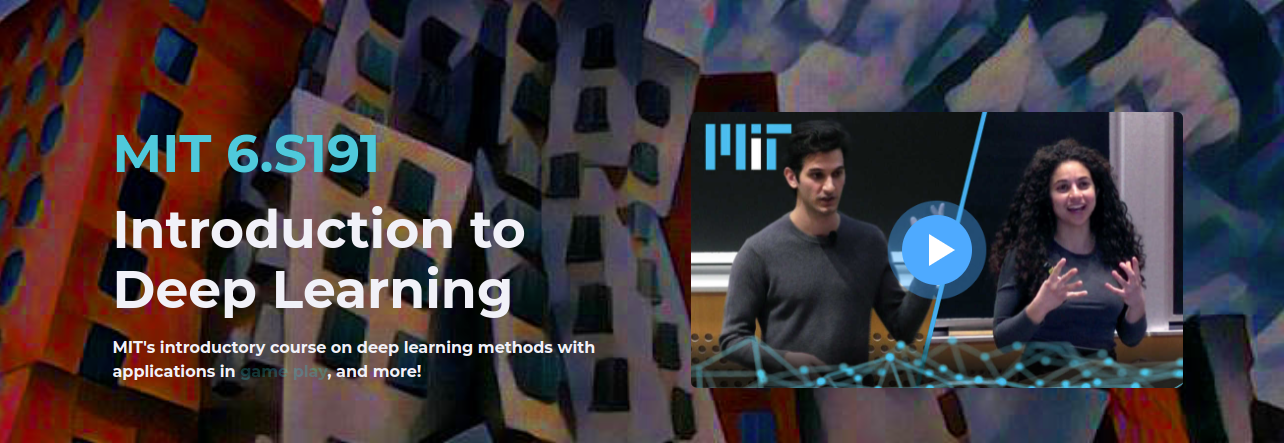 MIT 6.S191
Introduction to
Deep Learning
MIT's introductory course on deep learning methods with
applications in game play, and more!
MIT